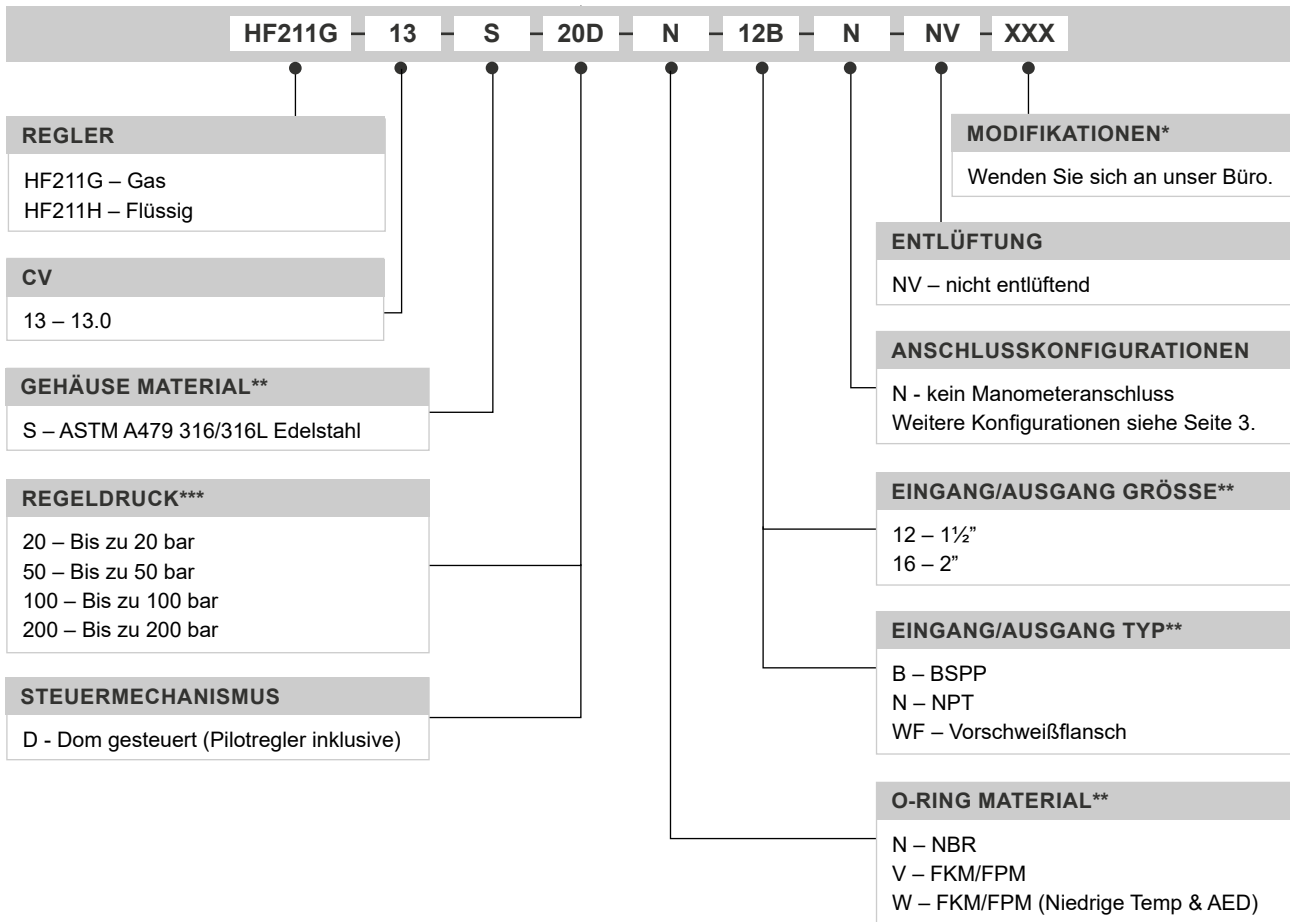 HF211G – 13 – S – 20D – N – 12B – N – NV – XXX
REGLER
HF211G – Gas
HF211H – Flüssig
CV
13 – 13.0
GEHÄUSE MATERIAL**
S – ASTM A479 316/316L Edelstahl
REGELDRUCK***
20 – Bis zu 20 bar
50 – Bis zu 50 bar
100 – Bis zu 100 bar
200 – Bis zu 200 bar
STEUERMECHANISMUS
D - Dom gesteuert (Pilotregler inklusive)
MODIFIKATIONEN*
Wenden Sie sich an unser Büro.
ENTLÜFTUNG
NV – nicht entlüftend
ANSCHLUSSKONFIGURATIONEN
N - kein Manometeranschluss
Weitere Konfigurationen siehe Seite 3.
EINGANG/AUSGANG GRÖSSE**
12 – 1½”
16 – 2”
EINGANG/AUSGANG TYP**
B – BSPP
N – NPT
WF – Vorschweißflansch
O-RING MATERIAL**
N – NBR
V – FKM/FPM
W – FKM/FPM (Niedrige Temp & AED)